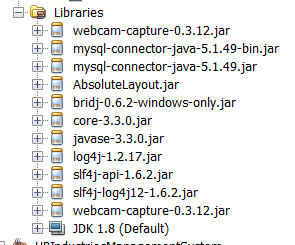 Libraries
webcam-capture-0.3.12.jar
mysql-connector-java-5.1.49-bin.jar
mysql-connector-java-5.1.49.jar
AbsoluteLayout.jar
bridj-0.6.2-windows-only.jar
core-3.3.0.jar
javase-3.3.0.jar
log4j-1.2.17.jar
slf4j-api-1.6.2.jar
slf4j-log4j12-1.6.2.jar
webcam-capture-0.3.12.jar
JDK 1.8 (Default)